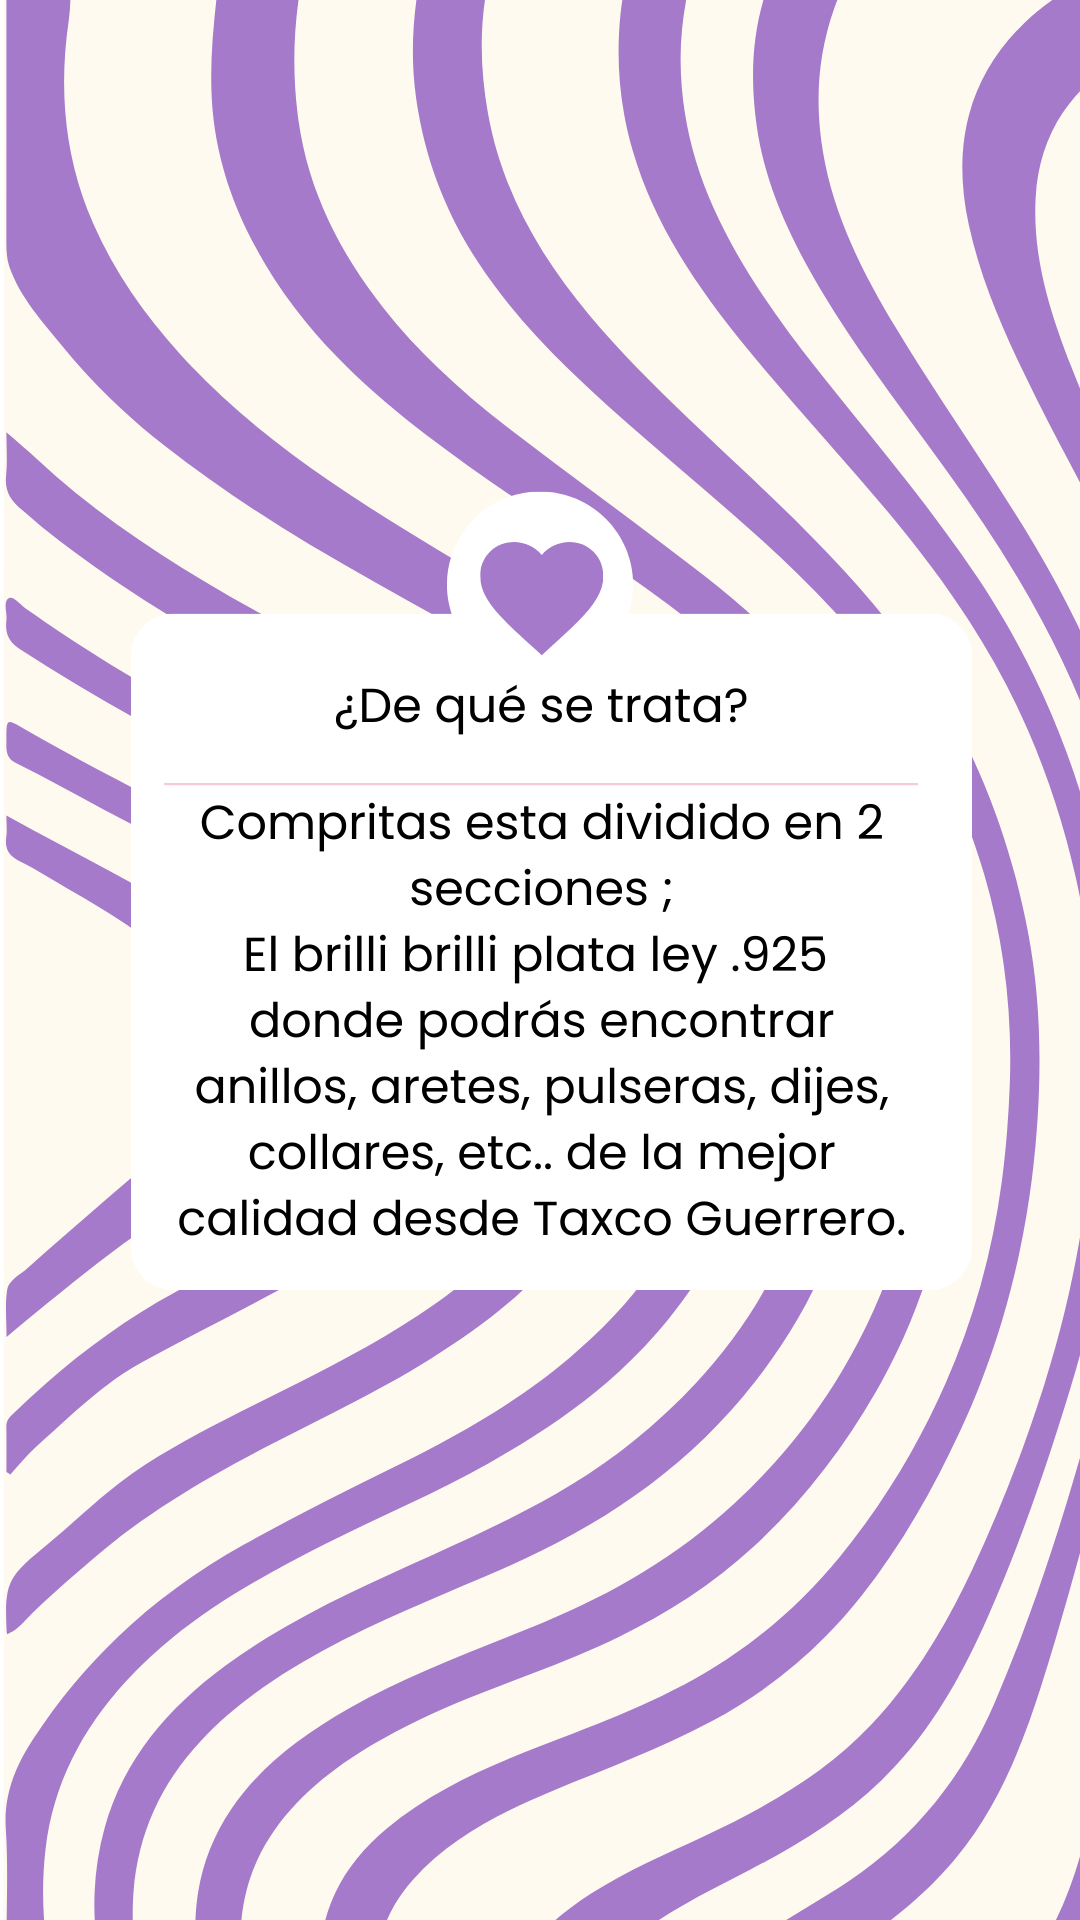 ¿De qué se trata?
Compritas esta dividido en 2
secciones ;
El brilli brilli plata ley .925
donde podrás encontrar
anillos, aretes, pulseras, dijes,
collares, etc.. de la mejor
calidad desde Taxco Guerrero.